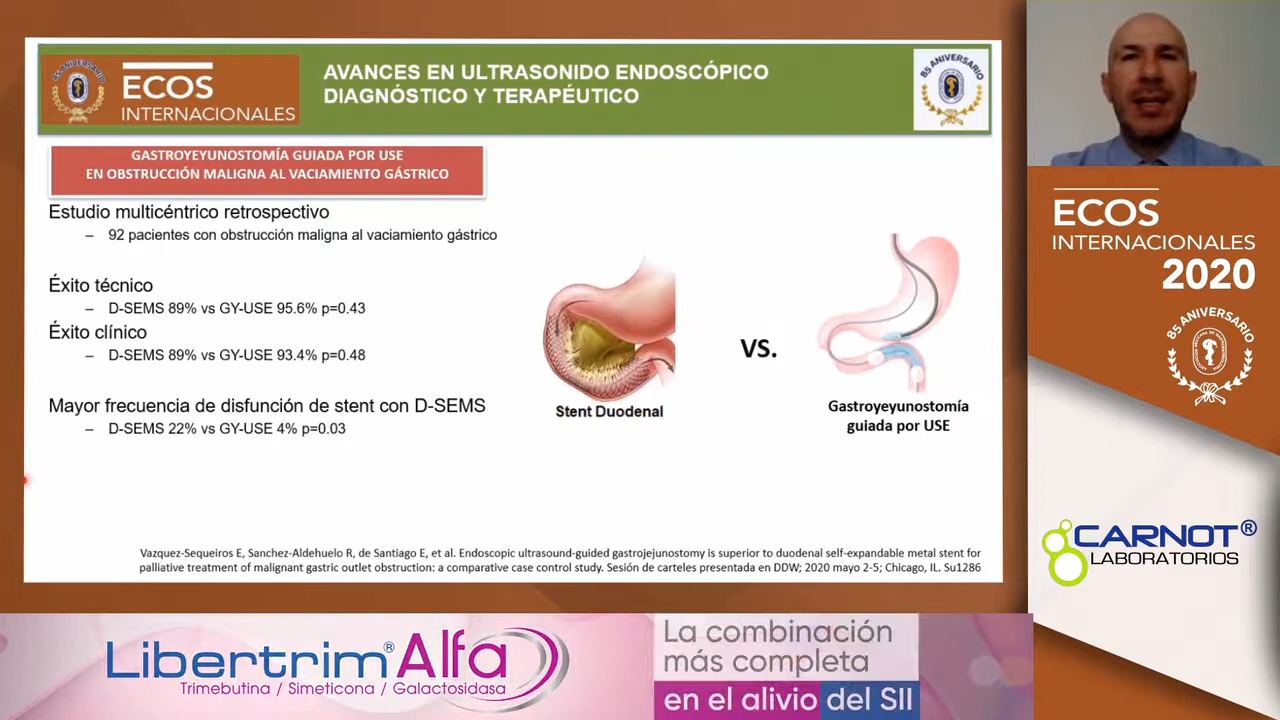 ECOS
INTERNACIONALES
AVANCES EN ULTRASONIDO ENDOSCÓPICO
DIAGNÓSTICO Y TERAPÉUTICO
85 ANIVERSARIO
85 ANIVERSARIO
GASTROYEYUNOSTOMÍA GUIADA POR USE
EN OBSTRUCCIÓN MALIGNA AL VACIAMIENTO GÁSTRICO
Estudio multicéntrico retrospectivo
– 92 pacientes con obstrucción maligna al vaciamiento gástrico
Éxito técnico
– D-SEMS 89% vs GY-USE 95.6% p=0.43
Éxito clínico
– D-SEMS 89% vs GY-USE 93.4% p=0.48
Mayor frecuencia de disfunción de stent con D-SEMS
– D-SEMS 22% vs GY-USE 4% p=0.03
Stent Duodenal
VS.
Gastroyeyunostomía
guiada por USE
Vazquez-Sequeiros E, Sanchez-Aldehuelo R, de Santiago E, et al. Endoscopic ultrasound-guided gastrojejunostomy is superior to duodenal self-expandable metal stent for
palliative treatment of malignant gastric outlet obstruction: a comparative case control study. Sesión de carteles presentada en DDW; 2020 mayo 2-5; Chicago, IL. Su1286
ECOS
INTERNACIONALES
2020
85 ANIVERSARIO
CARNOT®
LABORATORIOS
Libertrim® Alfa
Trimebutina / Simeticona / Galactosidasa
La combinación
más completa
en el alivio del SII